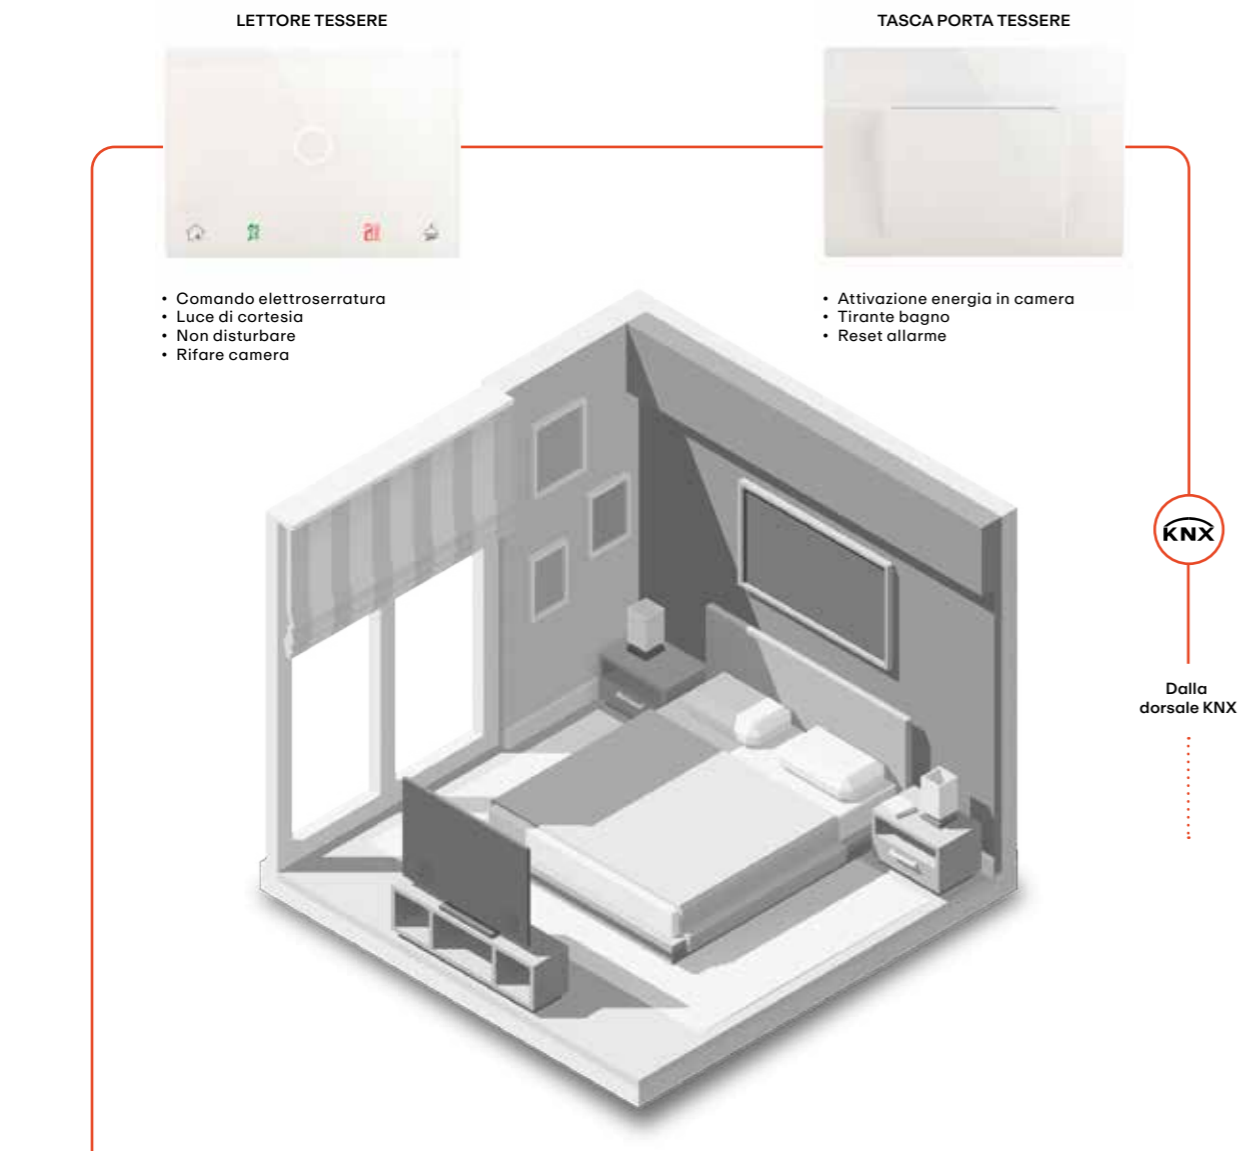 LETTORE TESSERE
TASCA PORTA TESSERE
• Comando elettroserratura
• Luce di cortesia
• Non disturbare
• Rifare camera
• Attivazione energia in camera
• Tirante bagno
• Reset allarme
KNX
Dalla
dorsale KNX